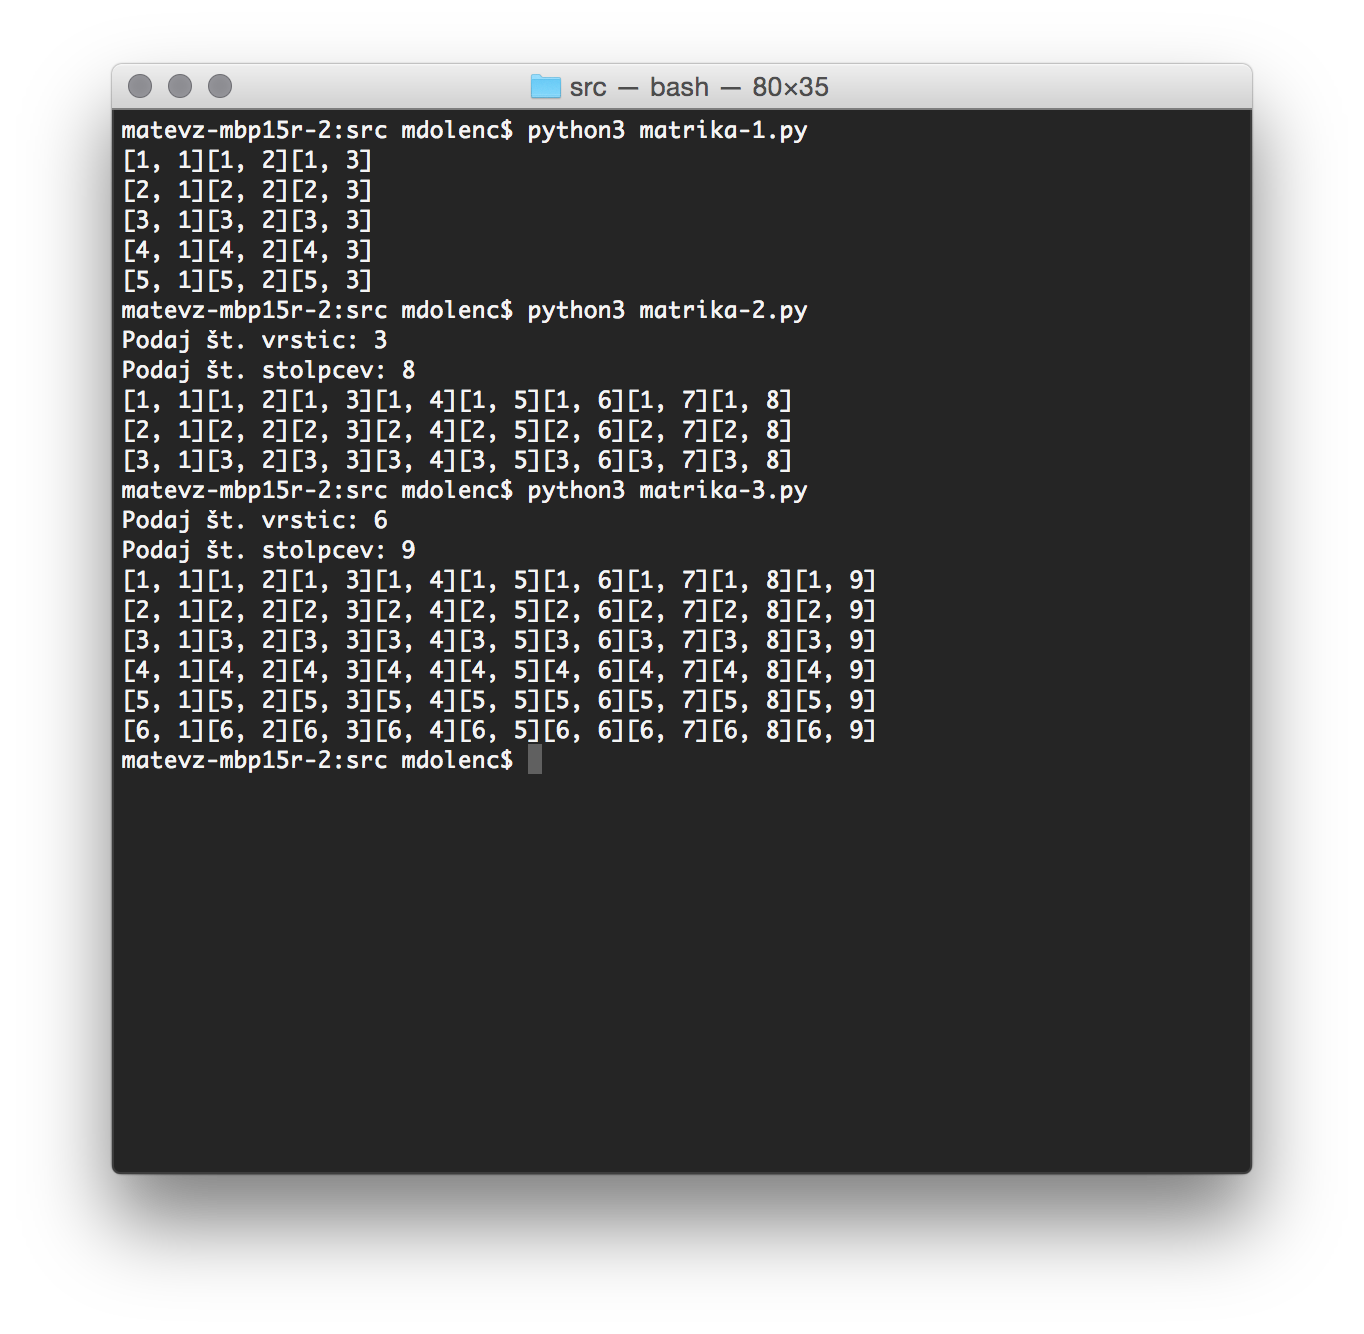 src — bash — 80×35
matevz-mbp15r-2:src mdolenc$ python3 matrika-1.py
[1, 1][1, 2][1, 3]
[2, 1][2, 2][2, 3]
[3, 1][3, 2][3, 3]
[4, 1][4, 2][4, 3]
[5, 1][5, 2][5, 3]
matevz-mbp15r-2:src mdolenc$ python3 matrika-2.py
Podaj št. vrstic: 3
Podaj št. stolpcev: 8
[1, 1][1, 2][1, 3][1, 4][1, 5][1, 6][1, 7][1, 8]
[2, 1][2, 2][2, 3][2, 4][2, 5][2, 6][2, 7][2, 8]
[3, 1][3, 2][3, 3][3, 4][3, 5][3, 6][3, 7][3, 8]
matevz-mbp15r-2:src mdolenc$ python3 matrika-3.py
Podaj št. vrstic: 6
Podaj št. stolpcev: 9
[1, 1][1, 2][1, 3][1, 4][1, 5][1, 6][1, 7][1, 8][1, 9]
[2, 1][2, 2][2, 3][2, 4][2, 5][2, 6][2, 7][2, 8][2, 9]
[3, 1][3, 2][3, 3][3, 4][3, 5][3, 6][3, 7][3, 8][3, 9]
[4, 1][4, 2][4, 3][4, 4][4, 5][4, 6][4, 7][4, 8][4, 9]
[5, 1][5, 2][5, 3][5, 4][5, 5][5, 6][5, 7][5, 8][5, 9]
[6, 1][6, 2][6, 3][6, 4][6, 5][6, 6][6, 7][6, 8][6, 9]
matevz-mbp15r-2:src mdolenc$